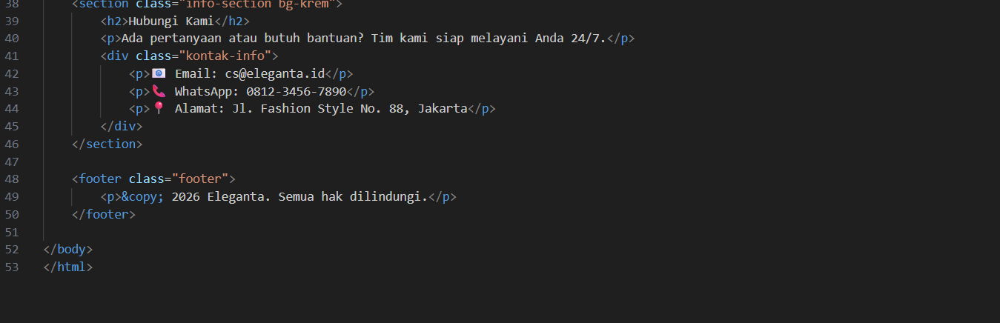 38 <section class="info-section bg-krem">
39 <h2>Hubungi Kami</h2>
40 <p>Ada pertanyaan atau butuh bantuan? Tim kami siap melayani Anda 24/7.</p>
41 <div class="kontak-info">
42 <p>📧 Email: cs@eleganta.id</p>
43 <p>📞 WhatsApp: 0812-3456-7890</p>
44 <p>📍 Alamat: Jl. Fashion Style No. 88, Jakarta</p>
45 </div>
46 </section>
47
48 <footer class="footer">
49 <p>&copy; 2026 Eleganta. Semua hak dilindungi.</p>
50 </footer>
51
52 </body>
53 </html>